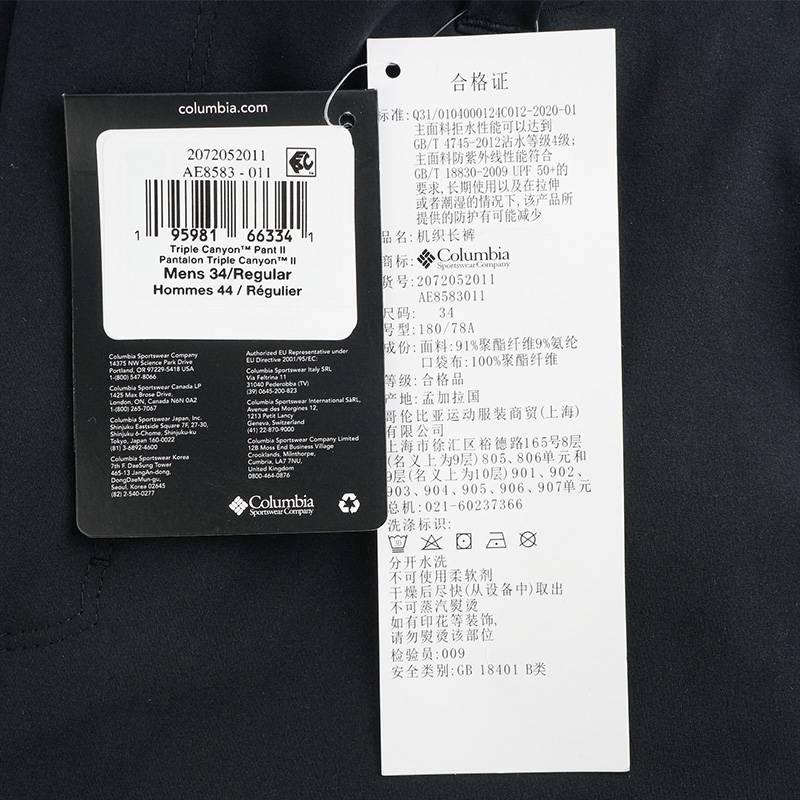 columbia.com
2072052011
AE8583 - 011
1 95981 66334 1
Triple Canyon™ Pant II
Pantalon Triple Canyon™ II
Mens 34/Regular
Hommes 44 / Régulier
Columbia Sportswear Company
14375 NW Science Park Drive
Portland, OR 97229-5418 USA
1-(800) 547-8066
Columbia Sportswear Canada LP
1425 Max Brose Drive,
London, ON, Canada N6N 0A2
1-(800) 265-7067
Columbia Sportswear Japan, Inc.
Shinjuku Eastside Square 7F, 27-30,
Shinjuku 6-Chome, Shinjuku-ku
Tokyo, Japan 160-0022
(81) 3-6892-4600
Columbia Sportswear Korea
7th F. DaeSung Tower
465-13 JangAn-dong,
DongDaeMun-gu,
Seoul, Korea 02645
(82) 2-540-0277
Authorized EU Representative under
EU Directive 2001/95/EC:
Columbia Sportswear Italy SRL
Via Feltrina 11
31040 Pederobba (TV)
(39) 0645-200-823
Columbia Sportswear International SàRL,
Avenue des Morgines 12,
1213 Petit Lancy
Geneva, Switzerland
(41) 22-870-9000
Columbia Sportswear Company Limited
12B Moss End Business Village
Crooklands, Milnthorpe,
Cumbria, LA7 7NU,
United Kingdom
0800-464-0876
Columbia
Sportswear Company
合格证
标准: Q31/0104000124C012-2020-01
主面料拒水性能可以达到
GB/T 4745-2012沾水等级4级;
主面料防紫外线性能符合
GB/T 18830-2009 UPF 50+的
要求,长期使用以及在拉伸
或者潮湿的情况下,该产品所
提供的防护有可能减少
品名: 机织长裤
商标: Columbia
Sportswear Company
货号: 2072052011
AE8583011
尺码: 34
号型: 180/78A
成份: 面料: 91%聚酯纤维9%氨纶
口袋布: 100%聚酯纤维
等级: 合格品
产地: 孟加拉国
哥伦比亚运动服装商贸(上海)
有限公司
上海市徐汇区裕德路165号8层
(名义上为9层) 805、806单元和
9层(名义上为10层) 901、902、
903、904、905、906、907单元
总机: 021-60237366
洗涤标识:
30
分开水洗
不可使用柔软剂
干燥后尽快(从设备中)取出
不可蒸汽熨烫
如有印花等装饰,
请勿熨烫该部位
检验员: 009
安全类别: GB 18401 B类